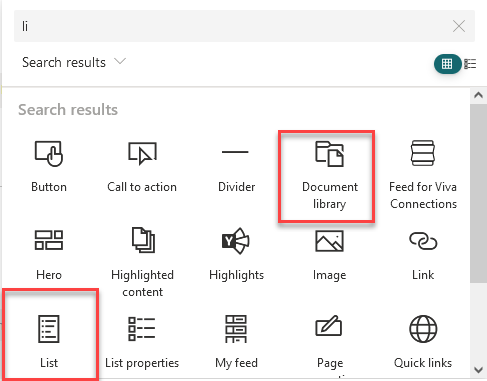 li
Search results
Search results
Button
Call to action
Divider
Document
library
Feed for Viva
Connections
Hero
Highlighted
content
Highlights
Image
Link
List
List properties
My feed
Page
Quick links